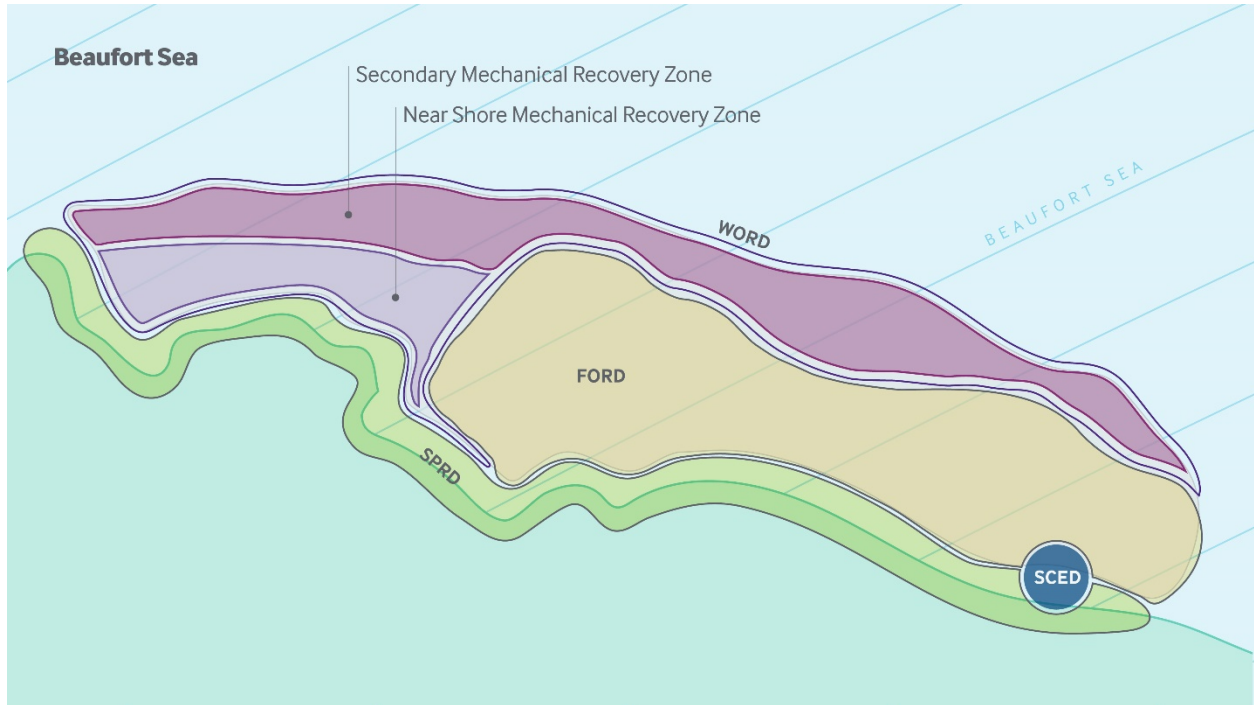 Beaufort Sea
Secondary Mechanical Recovery Zone
Near Shore Mechanical Recovery Zone
BEAUFORT SEA
WORD
FORD
SPRD
SCED